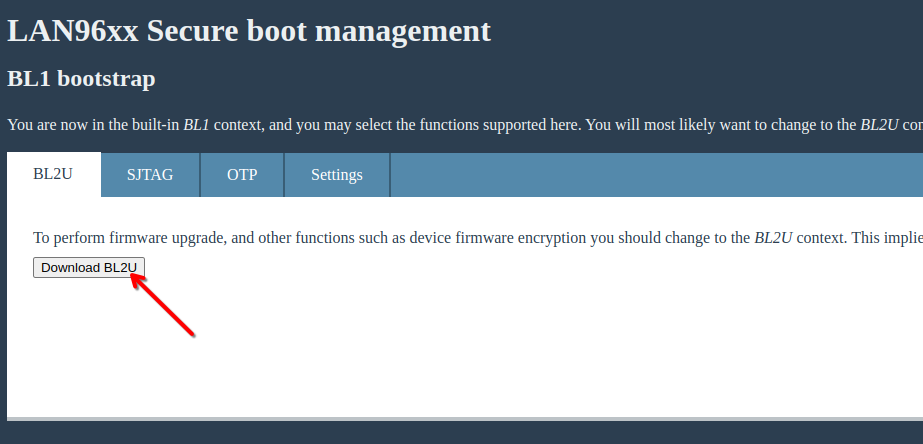 LAN96xx Secure boot management
BL1 bootstrap
You are now in the built-in BL1 context, and you may select the functions supported here. You will most likely want to change to the BL2U con
BL2U SJTAG OTP Settings
To perform firmware upgrade, and other functions such as device firmware encryption you should change to the BL2U context. This implie
Download BL2U